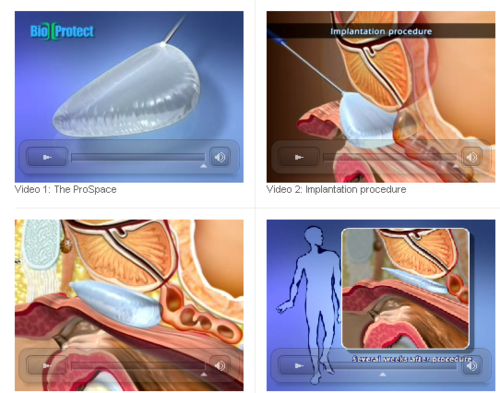 BioProtect
Implantation procedure
Video 1: The ProSpace
Video 2: Implantation procedure
Several weeks after procedure